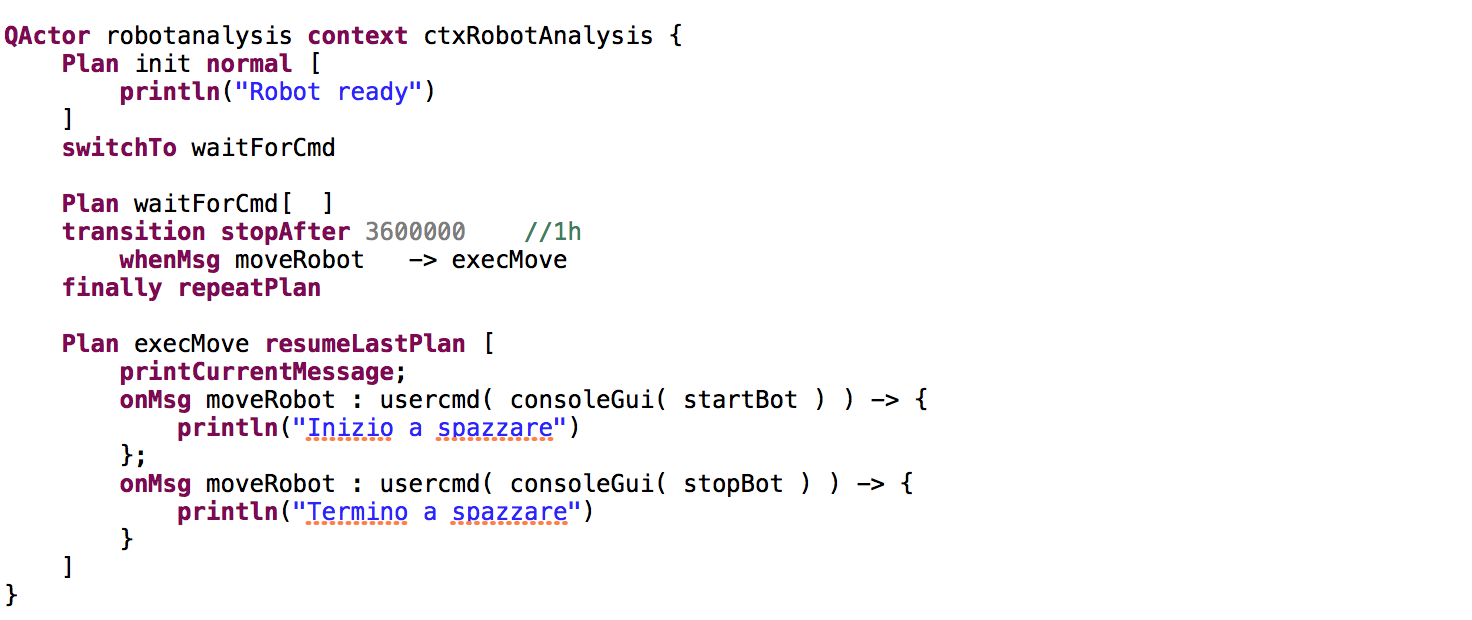 QActor robotanalysis context ctxRobotAnalysis {
    Plan init normal [
        println("Robot ready")
    ]
    switchTo waitForCmd

    Plan waitForCmd[  ]
    transition stopAfter 3600000    //1h
        whenMsg moveRobot   -> execMove
    finally repeatPlan

    Plan execMove resumeLastPlan [
        printCurrentMessage;
        onMsg moveRobot : usercmd( consoleGui( startBot ) ) -> {
            println("Inizio a spazzare")
        };
        onMsg moveRobot : usercmd( consoleGui( stopBot ) ) -> {
            println("Termino a spazzare")
        }
    ]
}